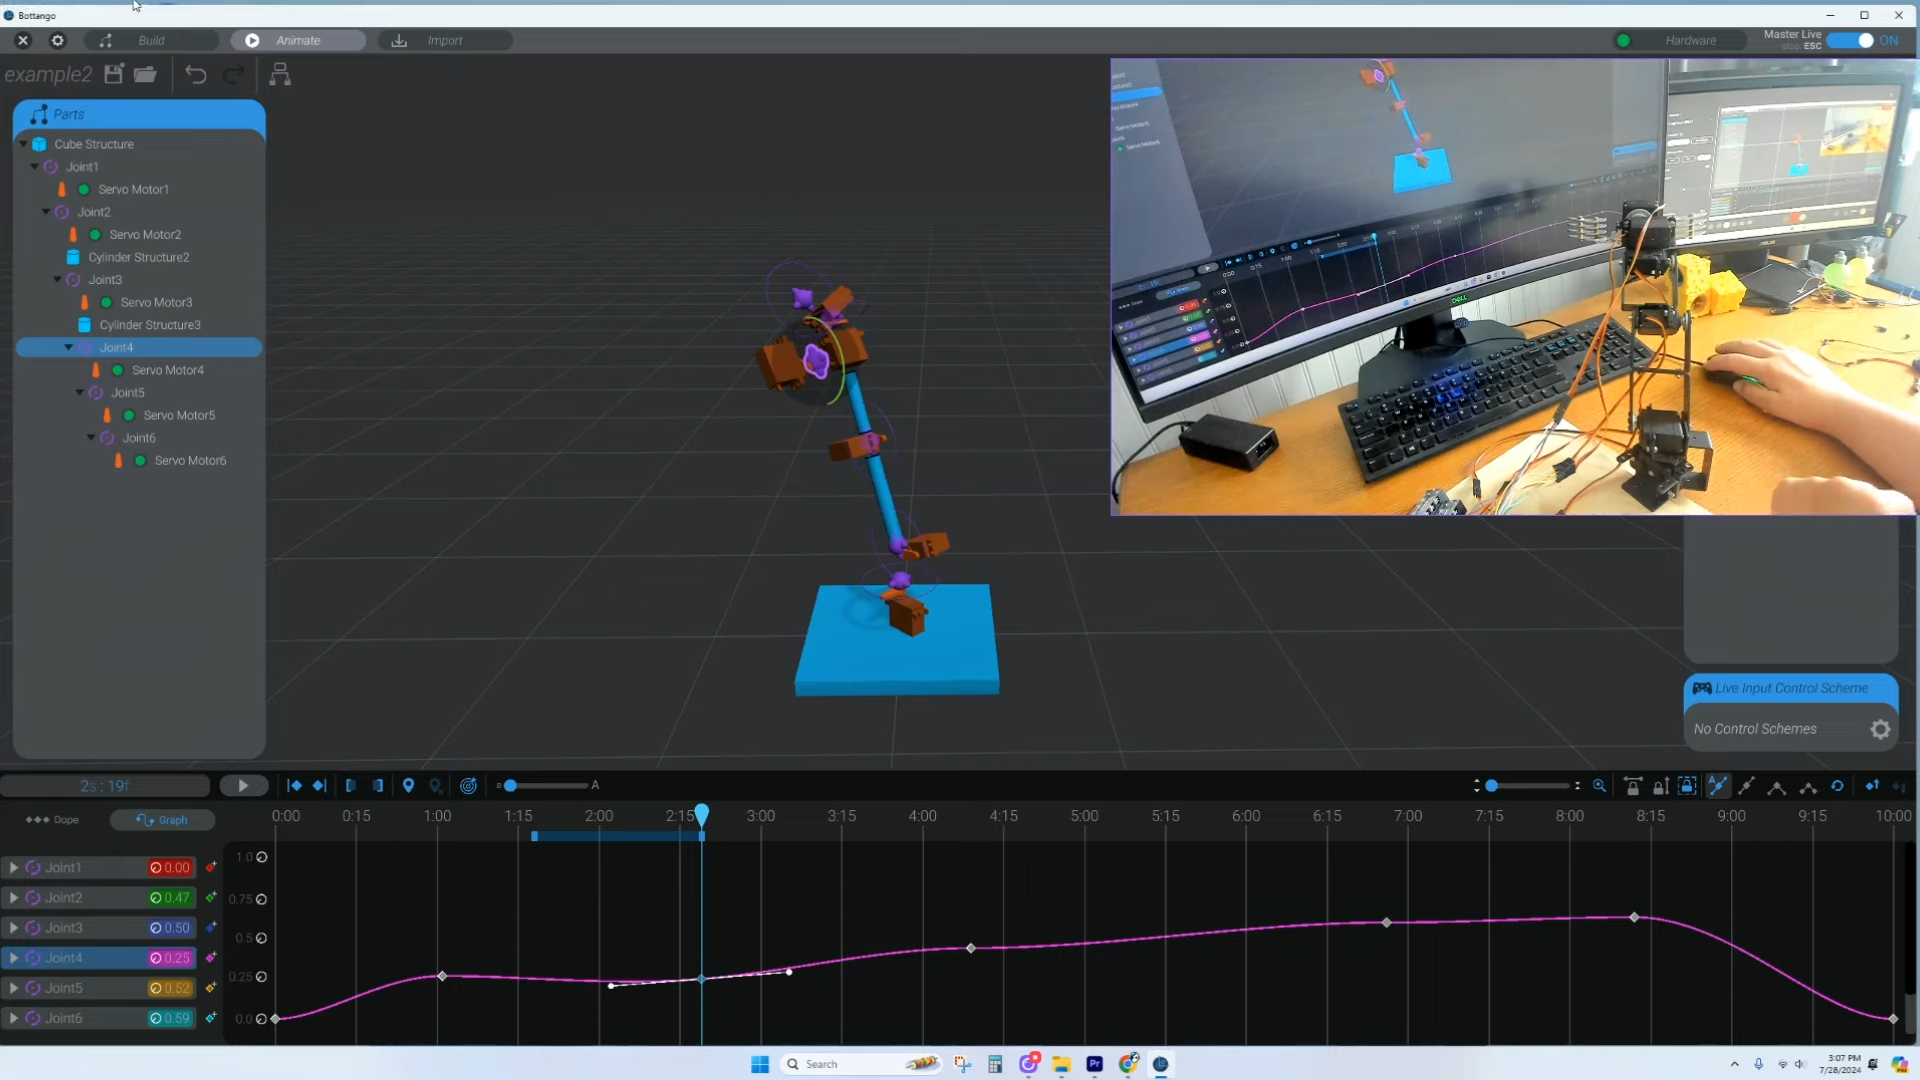 Bottango
Build
Animate
Import
Hardware
Master Live
stop: ESC
ON
example2
Parts
Cube Structure
Joint1
Servo Motor1
Joint2
Servo Motor2
Cylinder Structure2
Joint3
Servo Motor3
Cylinder Structure3
Joint4
Servo Motor4
Joint5
Servo Motor5
Joint6
Servo Motor6
DELL
Live Input Control Scheme
No Control Schemes
2s : 19f
A
Dope
Graph
0:00 0:15 1:00 1:15 2:00 2:15 3:00 3:15 4:00 4:15 5:00 5:15 6:00 6:15 7:00 7:15 8:00 8:15 9:00 9:15 10:00
1.0
0.75
0.5
0.25
0.0
Joint1 0.00
Joint2 0.47
Joint3 0.50
Joint4 0.25
Joint5 0.52
Joint6 0.59
Search
Pr
3:07 PM
7/28/2024